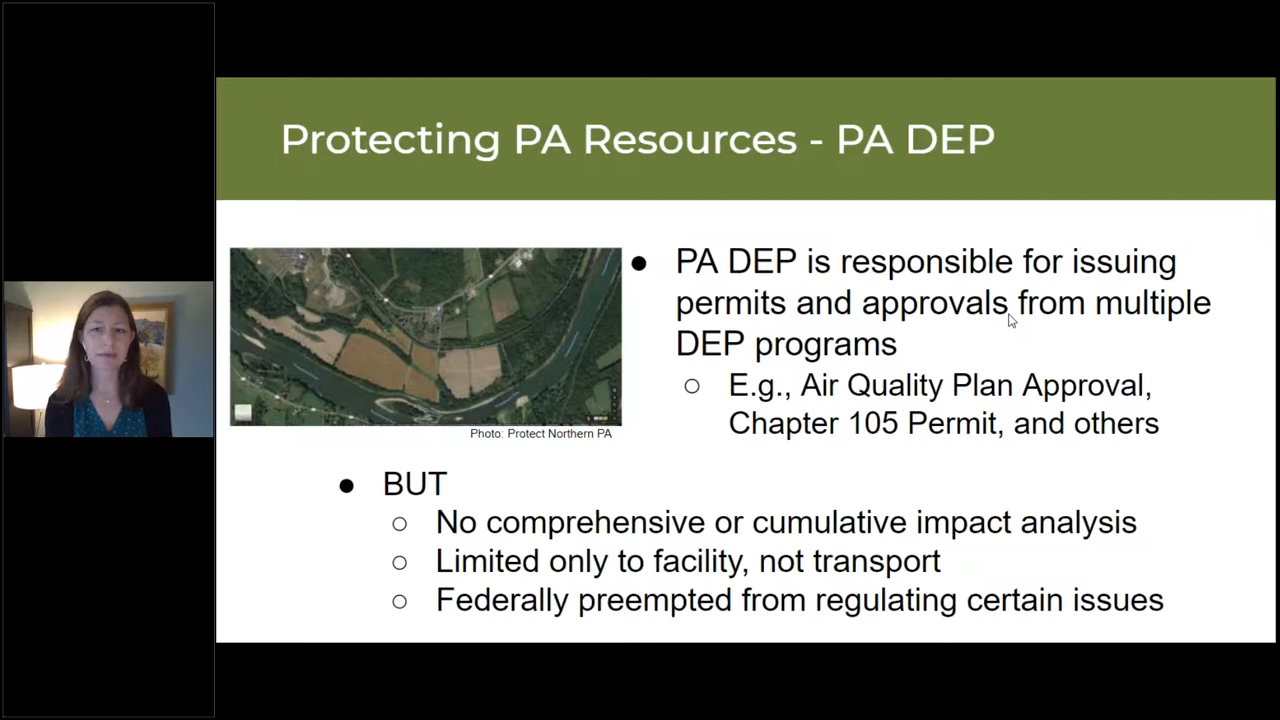 Protecting PA Resources - PA DEP
● PA DEP is responsible for issuing
permits and approvals from multiple
DEP programs
○ E.g., Air Quality Plan Approval,
Chapter 105 Permit, and others
Photo: Protect Northern PA
● BUT
○ No comprehensive or cumulative impact analysis
○ Limited only to facility, not transport
○ Federally preempted from regulating certain issues